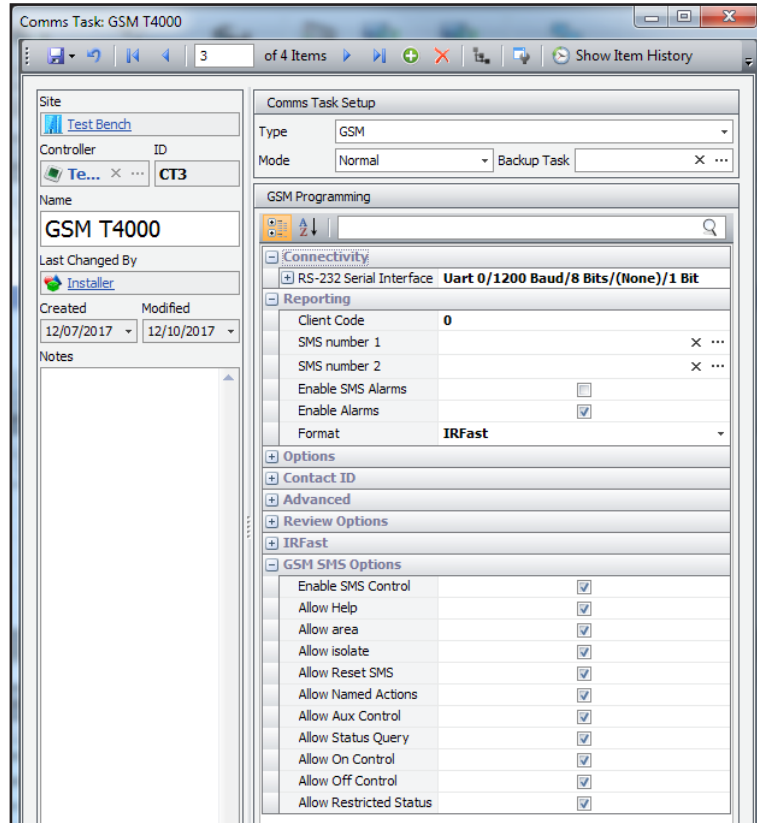 Comms Task: GSM T4000
3 of 4 Items Show Item History
Site
Test Bench
Controller ID
Te... CT3
Name
GSM T4000
Last Changed By
Installer
Created Modified
12/07/2017 12/10/2017
Notes
Comms Task Setup
Type GSM
Mode Normal Backup Task
GSM Programming
Connectivity
RS-232 Serial Interface Uart 0/1200 Baud/8 Bits/(None)/1 Bit
Reporting
Client Code 0
SMS number 1
SMS number 2
Enable SMS Alarms
Enable Alarms
Format IRFast
Options
Contact ID
Advanced
Review Options
IRFast
GSM SMS Options
Enable SMS Control
Allow Help
Allow area
Allow isolate
Allow Reset SMS
Allow Named Actions
Allow Aux Control
Allow Status Query
Allow On Control
Allow Off Control
Allow Restricted Status